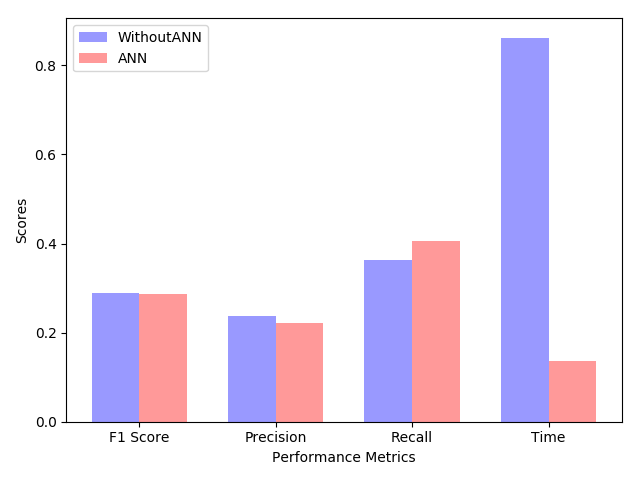 WithoutANN
ANN
0.8
0.6
0.4
0.2
0.0
Scores
F1 Score Precision Recall Time
Performance Metrics